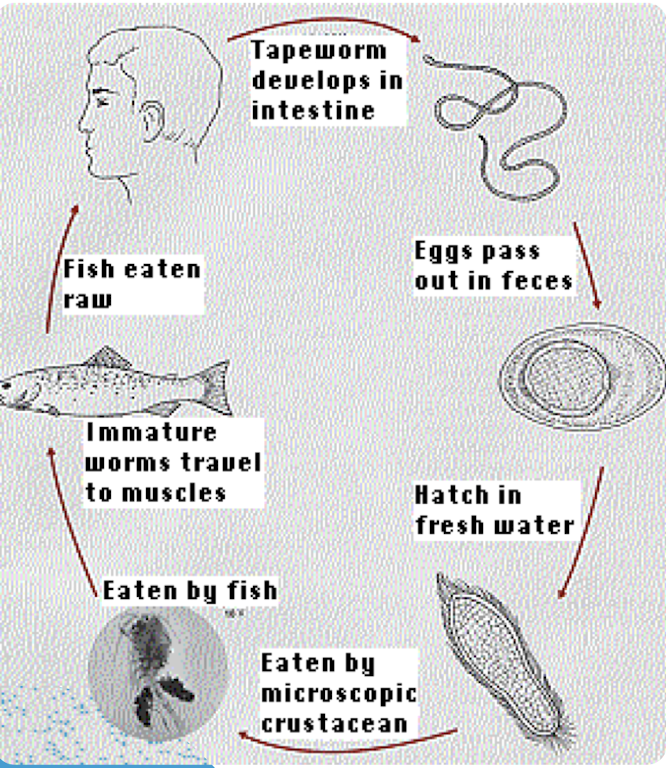 Tapeworm
develops in
intestine
Eggs pass
out in feces
Hatch in
fresh water
Eaten by
microscopic
crustacean
Eaten by fish
Immature
worms travel
to muscles
Fish eaten
raw